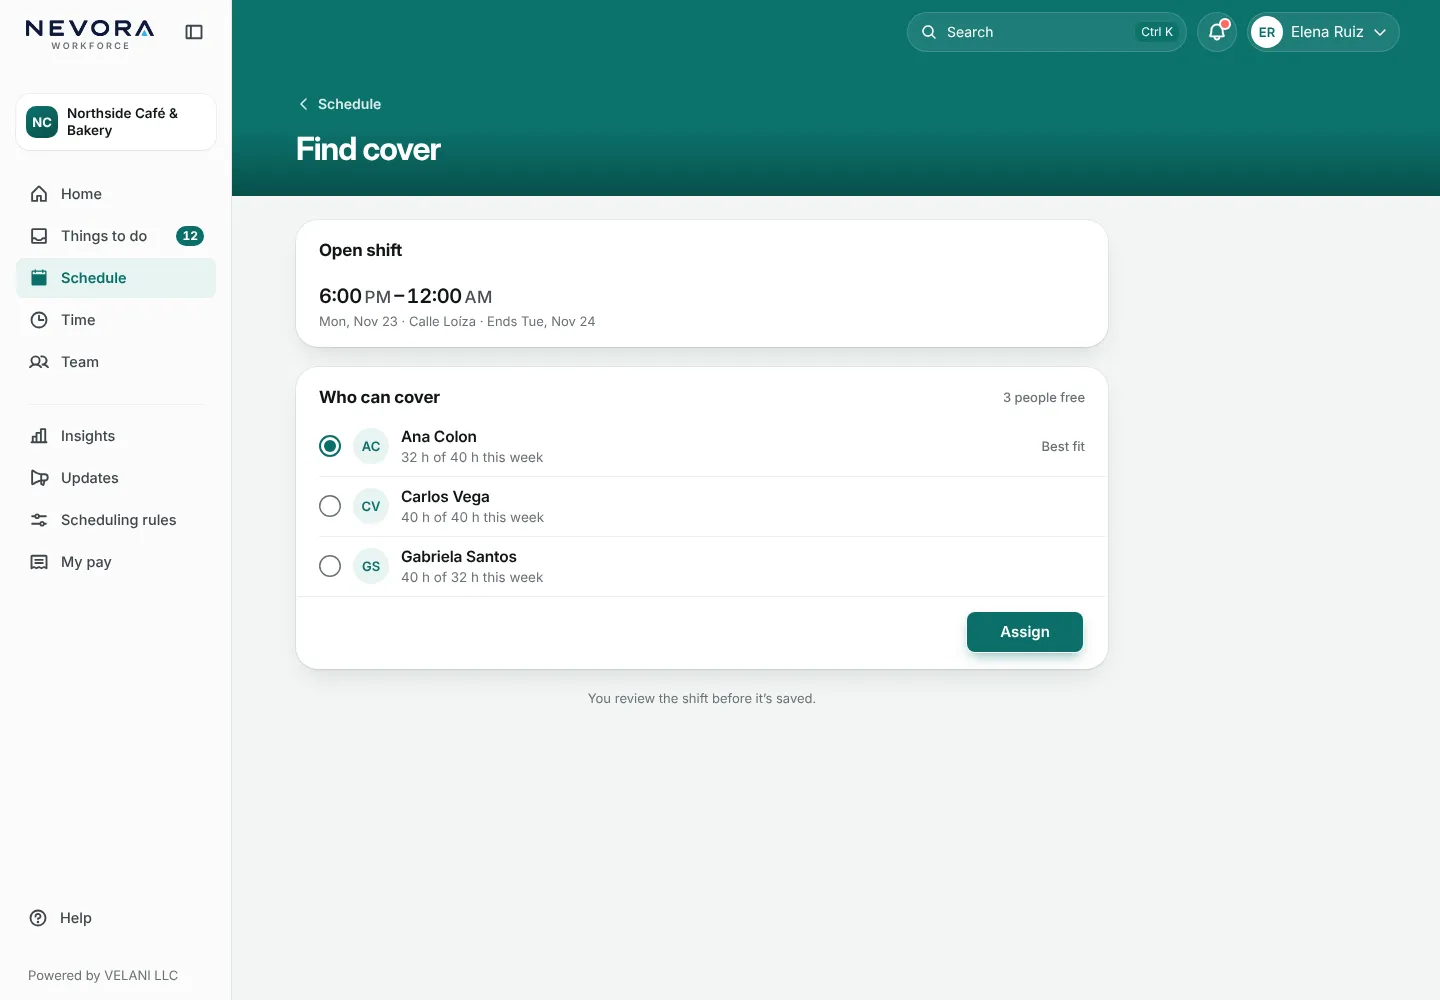 NEVORA
WORKFORCE
Search
Ctrl K
ER
Elena Ruiz
NC
Northside Café &
Bakery
Schedule
Find cover
Home
Things to do
12
Schedule
Time
Team
Insights
Updates
Scheduling rules
My pay
Open shift
6:00 PM – 12:00 AM
Mon, Nov 23 · Calle Loíza · Ends Tue, Nov 24
Who can cover
3 people free
AC
Ana Colon
32 h of 40 h this week
Best fit
CV
Carlos Vega
40 h of 40 h this week
GS
Gabriela Santos
40 h of 32 h this week
Assign
You review the shift before it’s saved.
Help
Powered by VELANI LLC